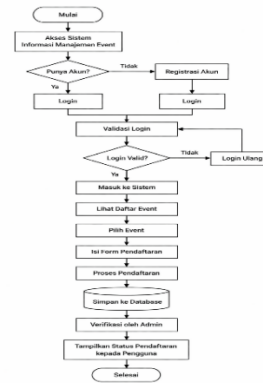 Mulai
Akses Sistem
Informasi Manajemen Event
Punya Akun?
Tidak
Registrasi Akun
Ya
Login
Login
Validasi Login
Login Valid?
Tidak
Login Ulang
Ya
Masuk ke Sistem
Lihat Daftar Event
Pilih Event
Isi Form Pendaftaran
Proses Pendaftaran
Simpan ke Database
Verifikasi oleh Admin
Tampilkan Status Pendaftaran
kepada Pengguna
Selesai